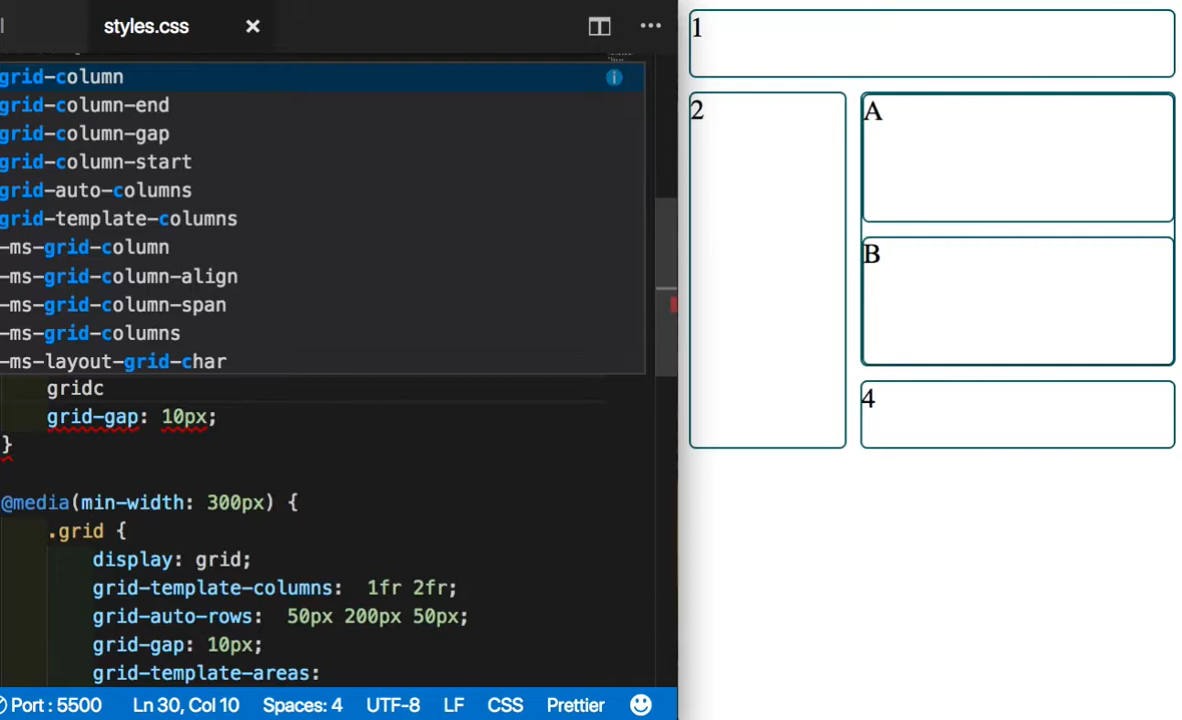 styles.css
grid-column
grid-column-end
grid-column-gap
grid-column-start
grid-auto-columns
grid-template-columns
-ms-grid-column
-ms-grid-column-align
-ms-grid-column-span
-ms-grid-columns
-ms-layout-grid-char
gridc
grid-gap: 10px;
}
@media(min-width: 300px) {
.grid {
display: grid;
grid-template-columns: 1fr 2fr;
grid-auto-rows: 50px 200px 50px;
grid-gap: 10px;
grid-template-areas:
Port : 5500 Ln 30, Col 10 Spaces: 4 UTF-8 LF CSS Prettier
1
2
A
B
4